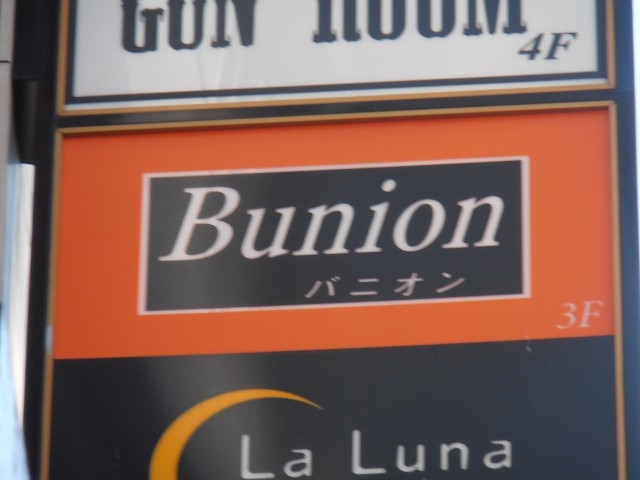 GUN ROOM
4F
Bunion
バニオン
3F
La Luna